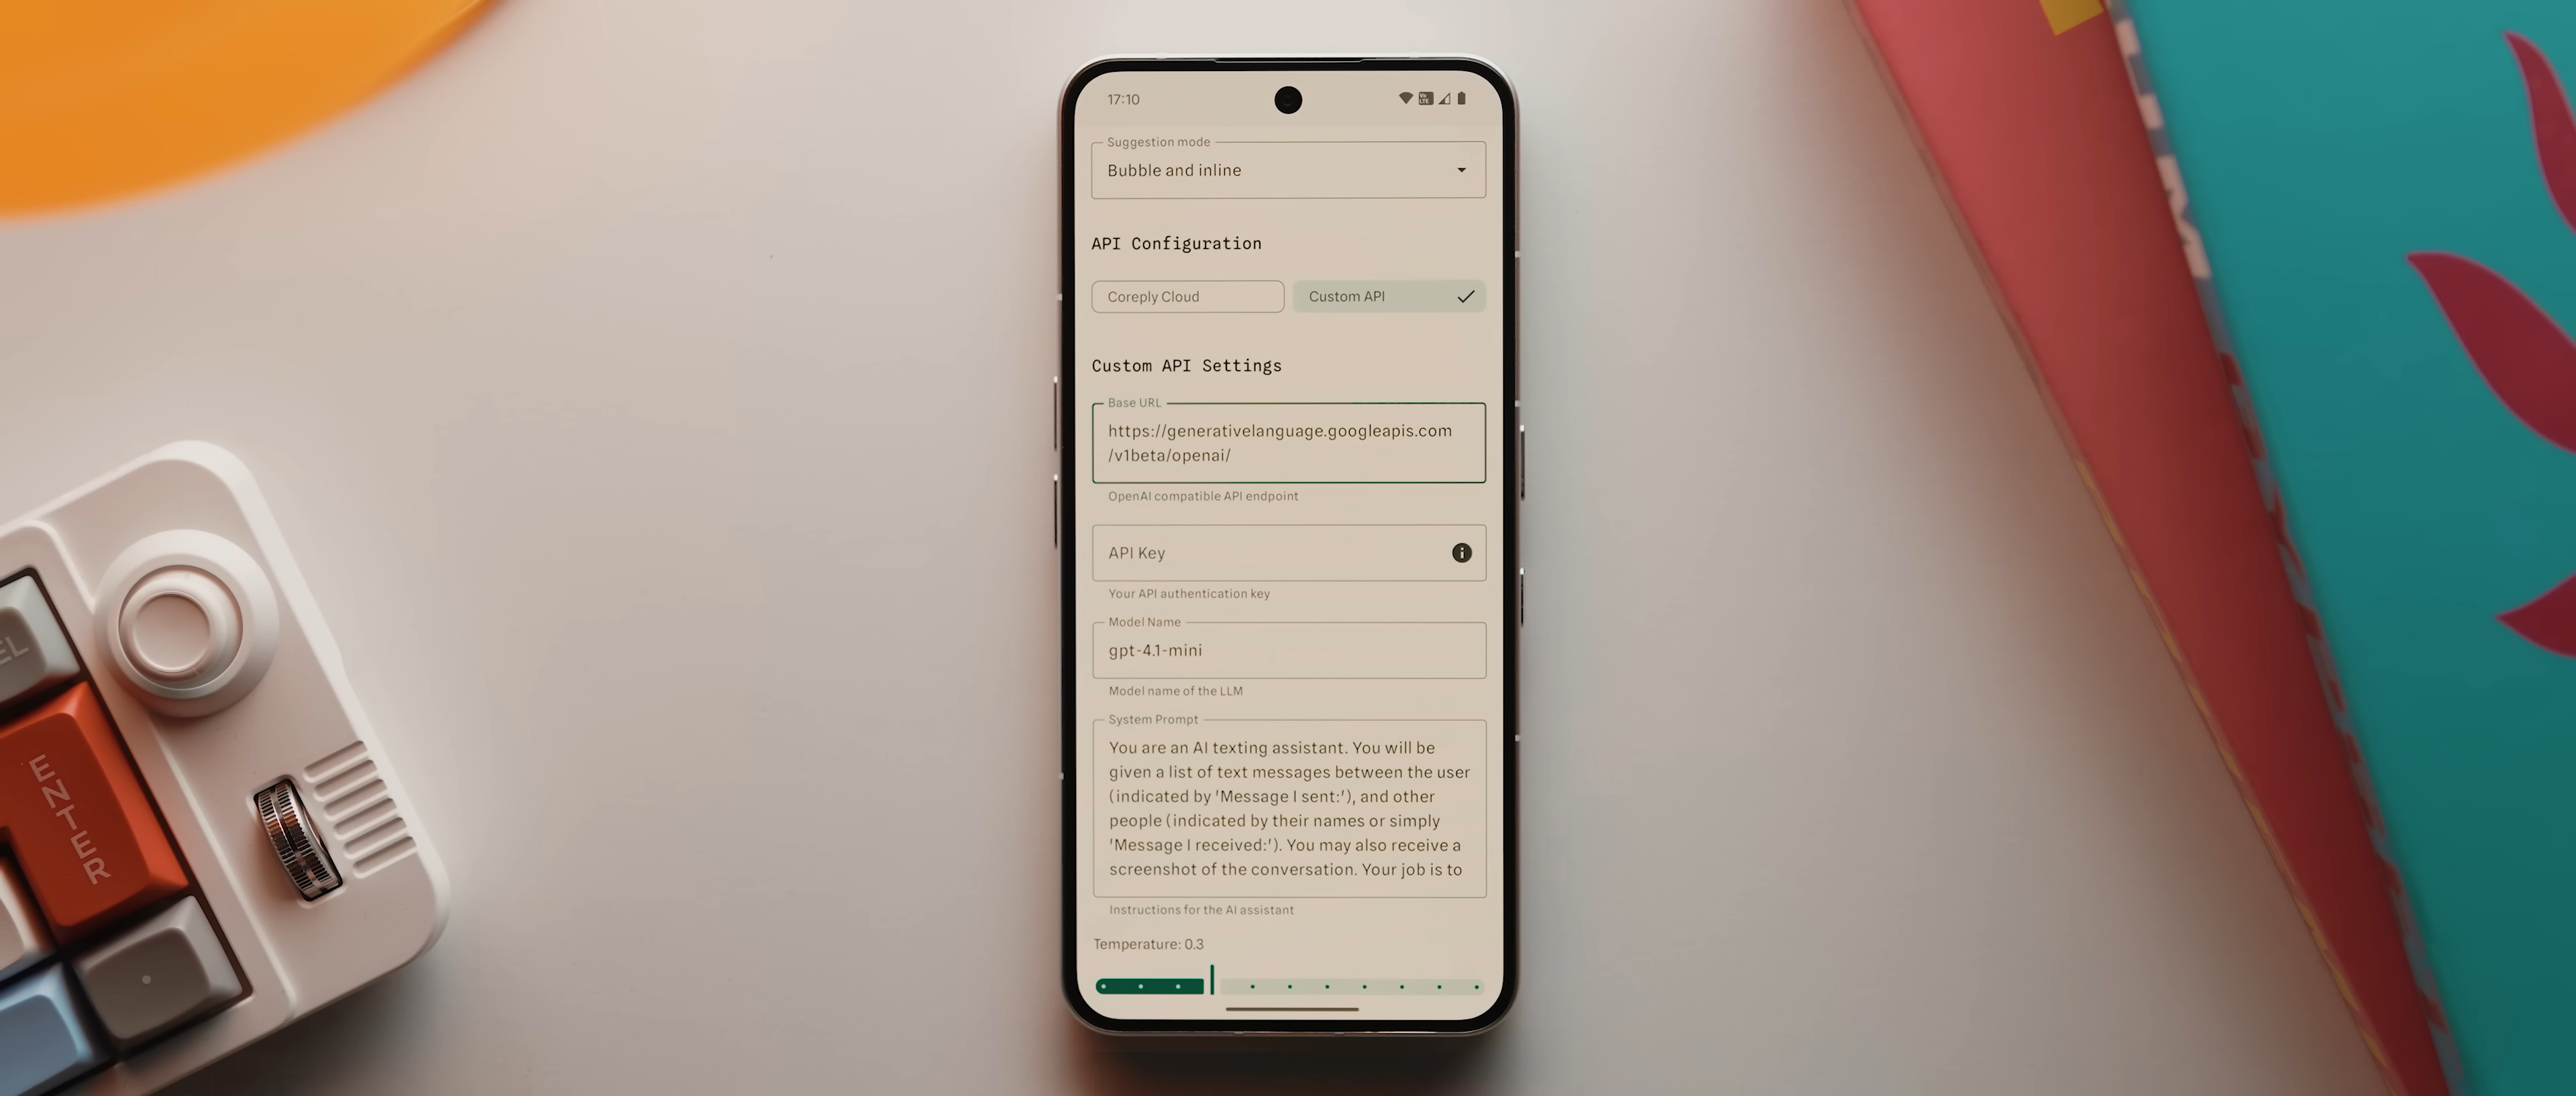 17:10
Suggestion mode
Bubble and inline
API Configuration
Coreply Cloud
Custom API
Custom API Settings
Base URL
https://generativelanguage.googleapis.com
/v1beta/openai/
OpenAI compatible API endpoint
API Key
Your API authentication key
Model Name
gpt-4.1-mini
Model name of the LLM
System Prompt
You are an AI texting assistant. You will be
given a list of text messages between the user
(indicated by 'Message I sent:'), and other
people (indicated by their names or simply
'Message I received:'). You may also receive a
screenshot of the conversation. Your job is to
Instructions for the AI assistant
Temperature: 0.3
EL
ENTER